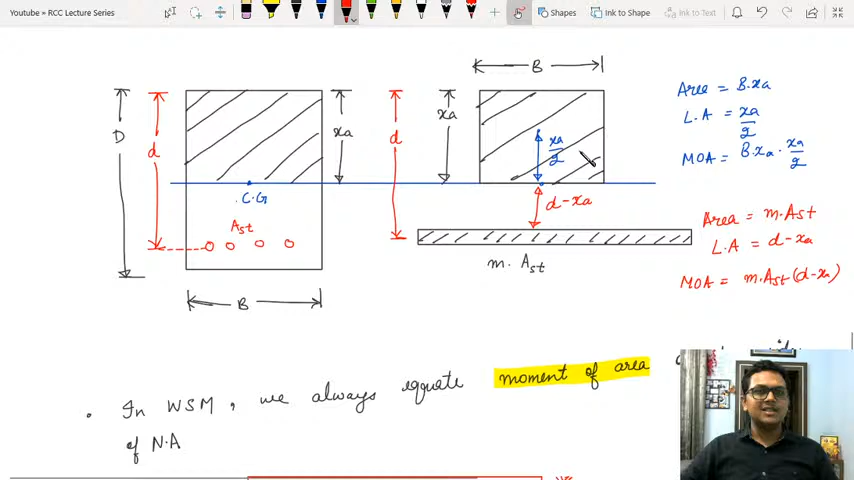 Youtube » RCC Lecture Series
Shapes
Ink to Shape
Ink to Text
B
D
d
xa
d
xa
xa/2
Area = B.xa
L.A = xa/2
MOA = B.xa . xa/2
.C.G
Ast
d-xa
Area = m.Ast
L.A = d-xa
MOA = m.Ast(d-xa)
m. Ast
B
. In WSM, we always equate moment of area
of N.A